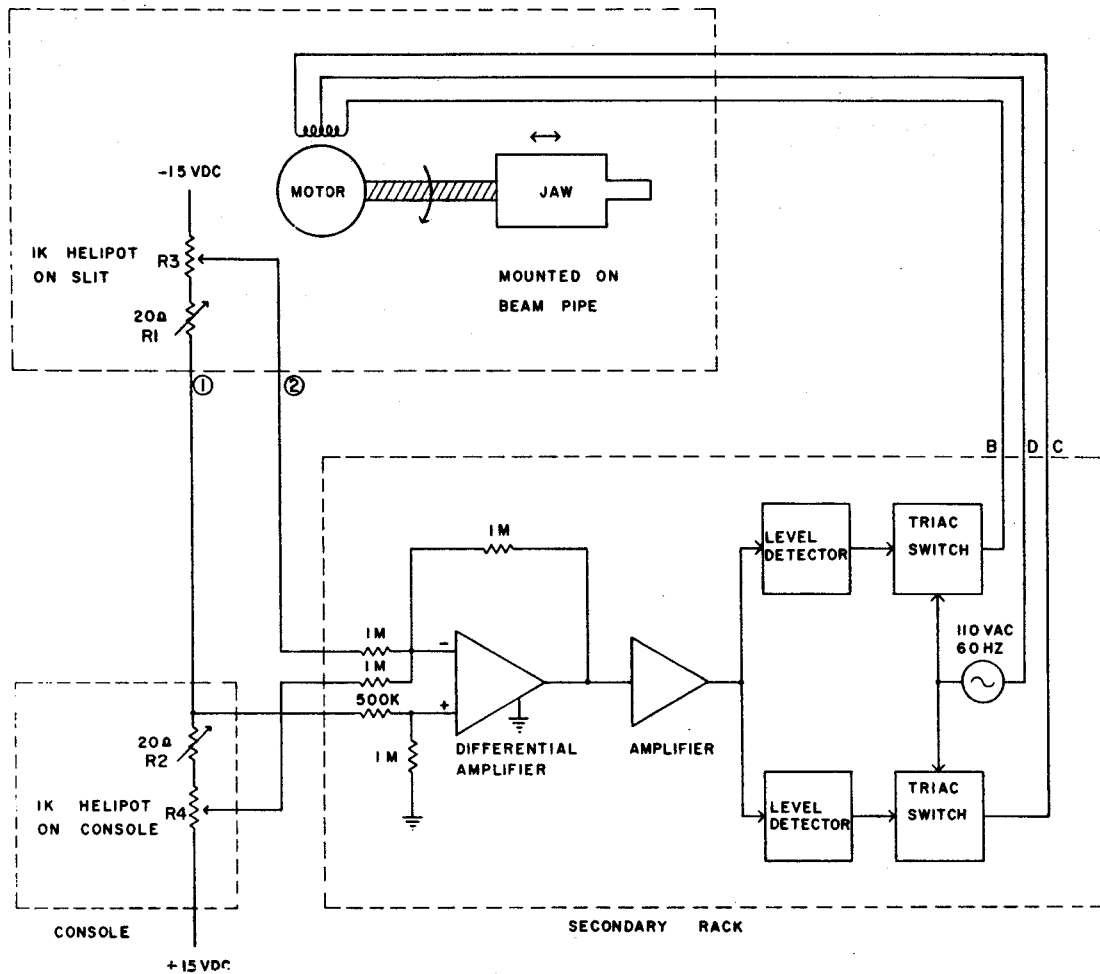 -15 VDC
MOTOR
JAW
1K HELIPOT
ON SLIT
R3
MOUNTED ON
BEAM PIPE
20Ω
R1
①
②
B
D
C
1M
LEVEL
DETECTOR
TRIAC
SWITCH
110 VAC
60 HZ
1M
-
1M
500K
+
1M
DIFFERENTIAL
AMPLIFIER
AMPLIFIER
20Ω
R2
1K HELIPOT
ON CONSOLE
R4
LEVEL
DETECTOR
TRIAC
SWITCH
CONSOLE
SECONDARY RACK
+15 VDC